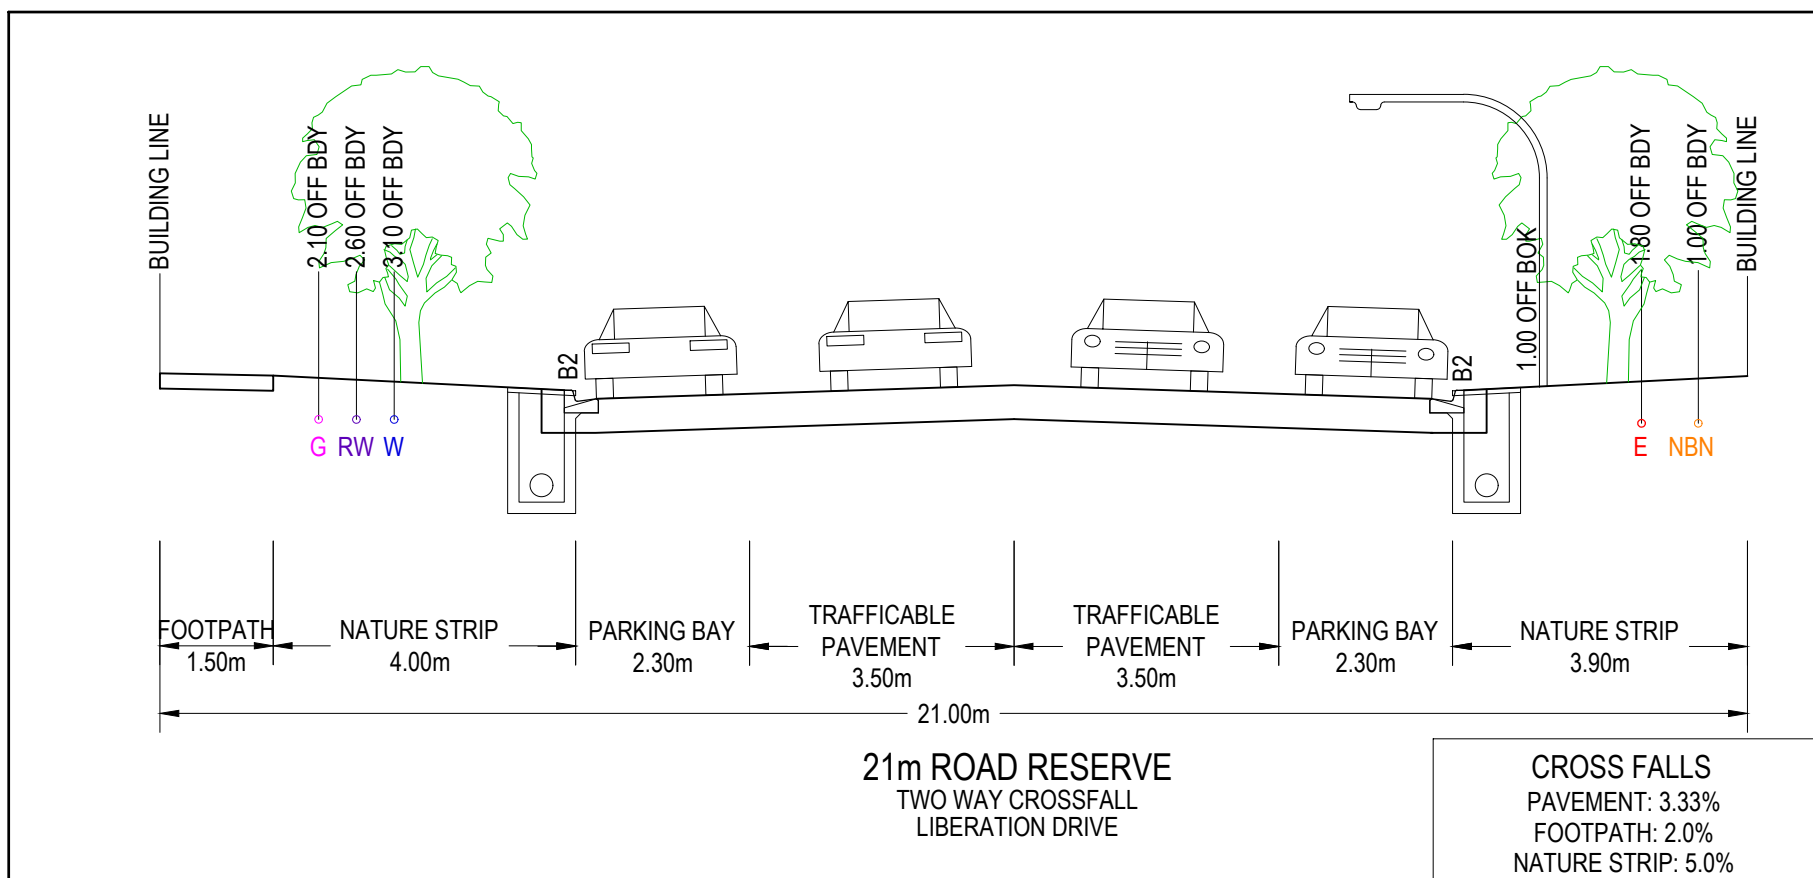 BUILDING LINE
2.10 OFF BDY
2.60 OFF BDY
3.10 OFF BDY
1.00 OFF BOK
1.80 OFF BDY
1.00 OFF BDY
BUILDING LINE
B2
B2
G RW W
E NBN
FOOTPATH
1.50m
NATURE STRIP
4.00m
PARKING BAY
2.30m
TRAFFICABLE
PAVEMENT
3.50m
TRAFFICABLE
PAVEMENT
3.50m
PARKING BAY
2.30m
NATURE STRIP
3.90m
21.00m
21m ROAD RESERVE
TWO WAY CROSSFALL
LIBERATION DRIVE
CROSS FALLS
PAVEMENT: 3.33%
FOOTPATH: 2.0%
NATURE STRIP: 5.0%